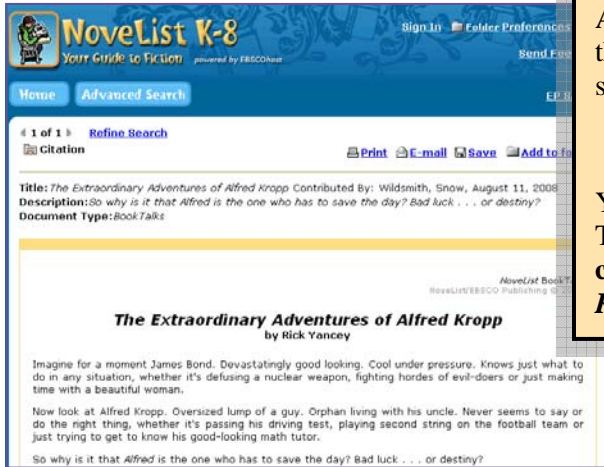 NoveList K-8
Your Guide to Fiction powered by EBSCOhost
Sign In Folder Preferences
Send
Home Advanced Search
1 of 1 Refine Search
Citation
Print E-mail Save Add to
Title: The Extraordinary Adventures of Alfred Kropp Contributed By: Wildsmith, Snow, August 11, 2008
Description:So why is it that Alfred is the one who has to save the day? Bad luck . . . or destiny?
Document Type:BookTalks
NoveList
NoveList/EBSCO Publishing ©
The Extraordinary Adventures of Alfred Kropp
by Rick Yancey
Imagine for a moment James Bond. Devastatingly good looking. Cool under pressure. Knows just what to
do in any situation, whether it's defusing a nuclear weapon, fighting hordes of evil-doers or just making
time with a beautiful woman.
Now look at Alfred Kropp. Oversized lump of a guy. Orphan living with his uncle. Never seems to say or
do the right thing, whether it's passing his driving test, playing second string on the football team or
just trying to get to know his good-looking math tutor.
So why is it that Alfred is the one who has to save the day? Bad luck . . . or destiny?